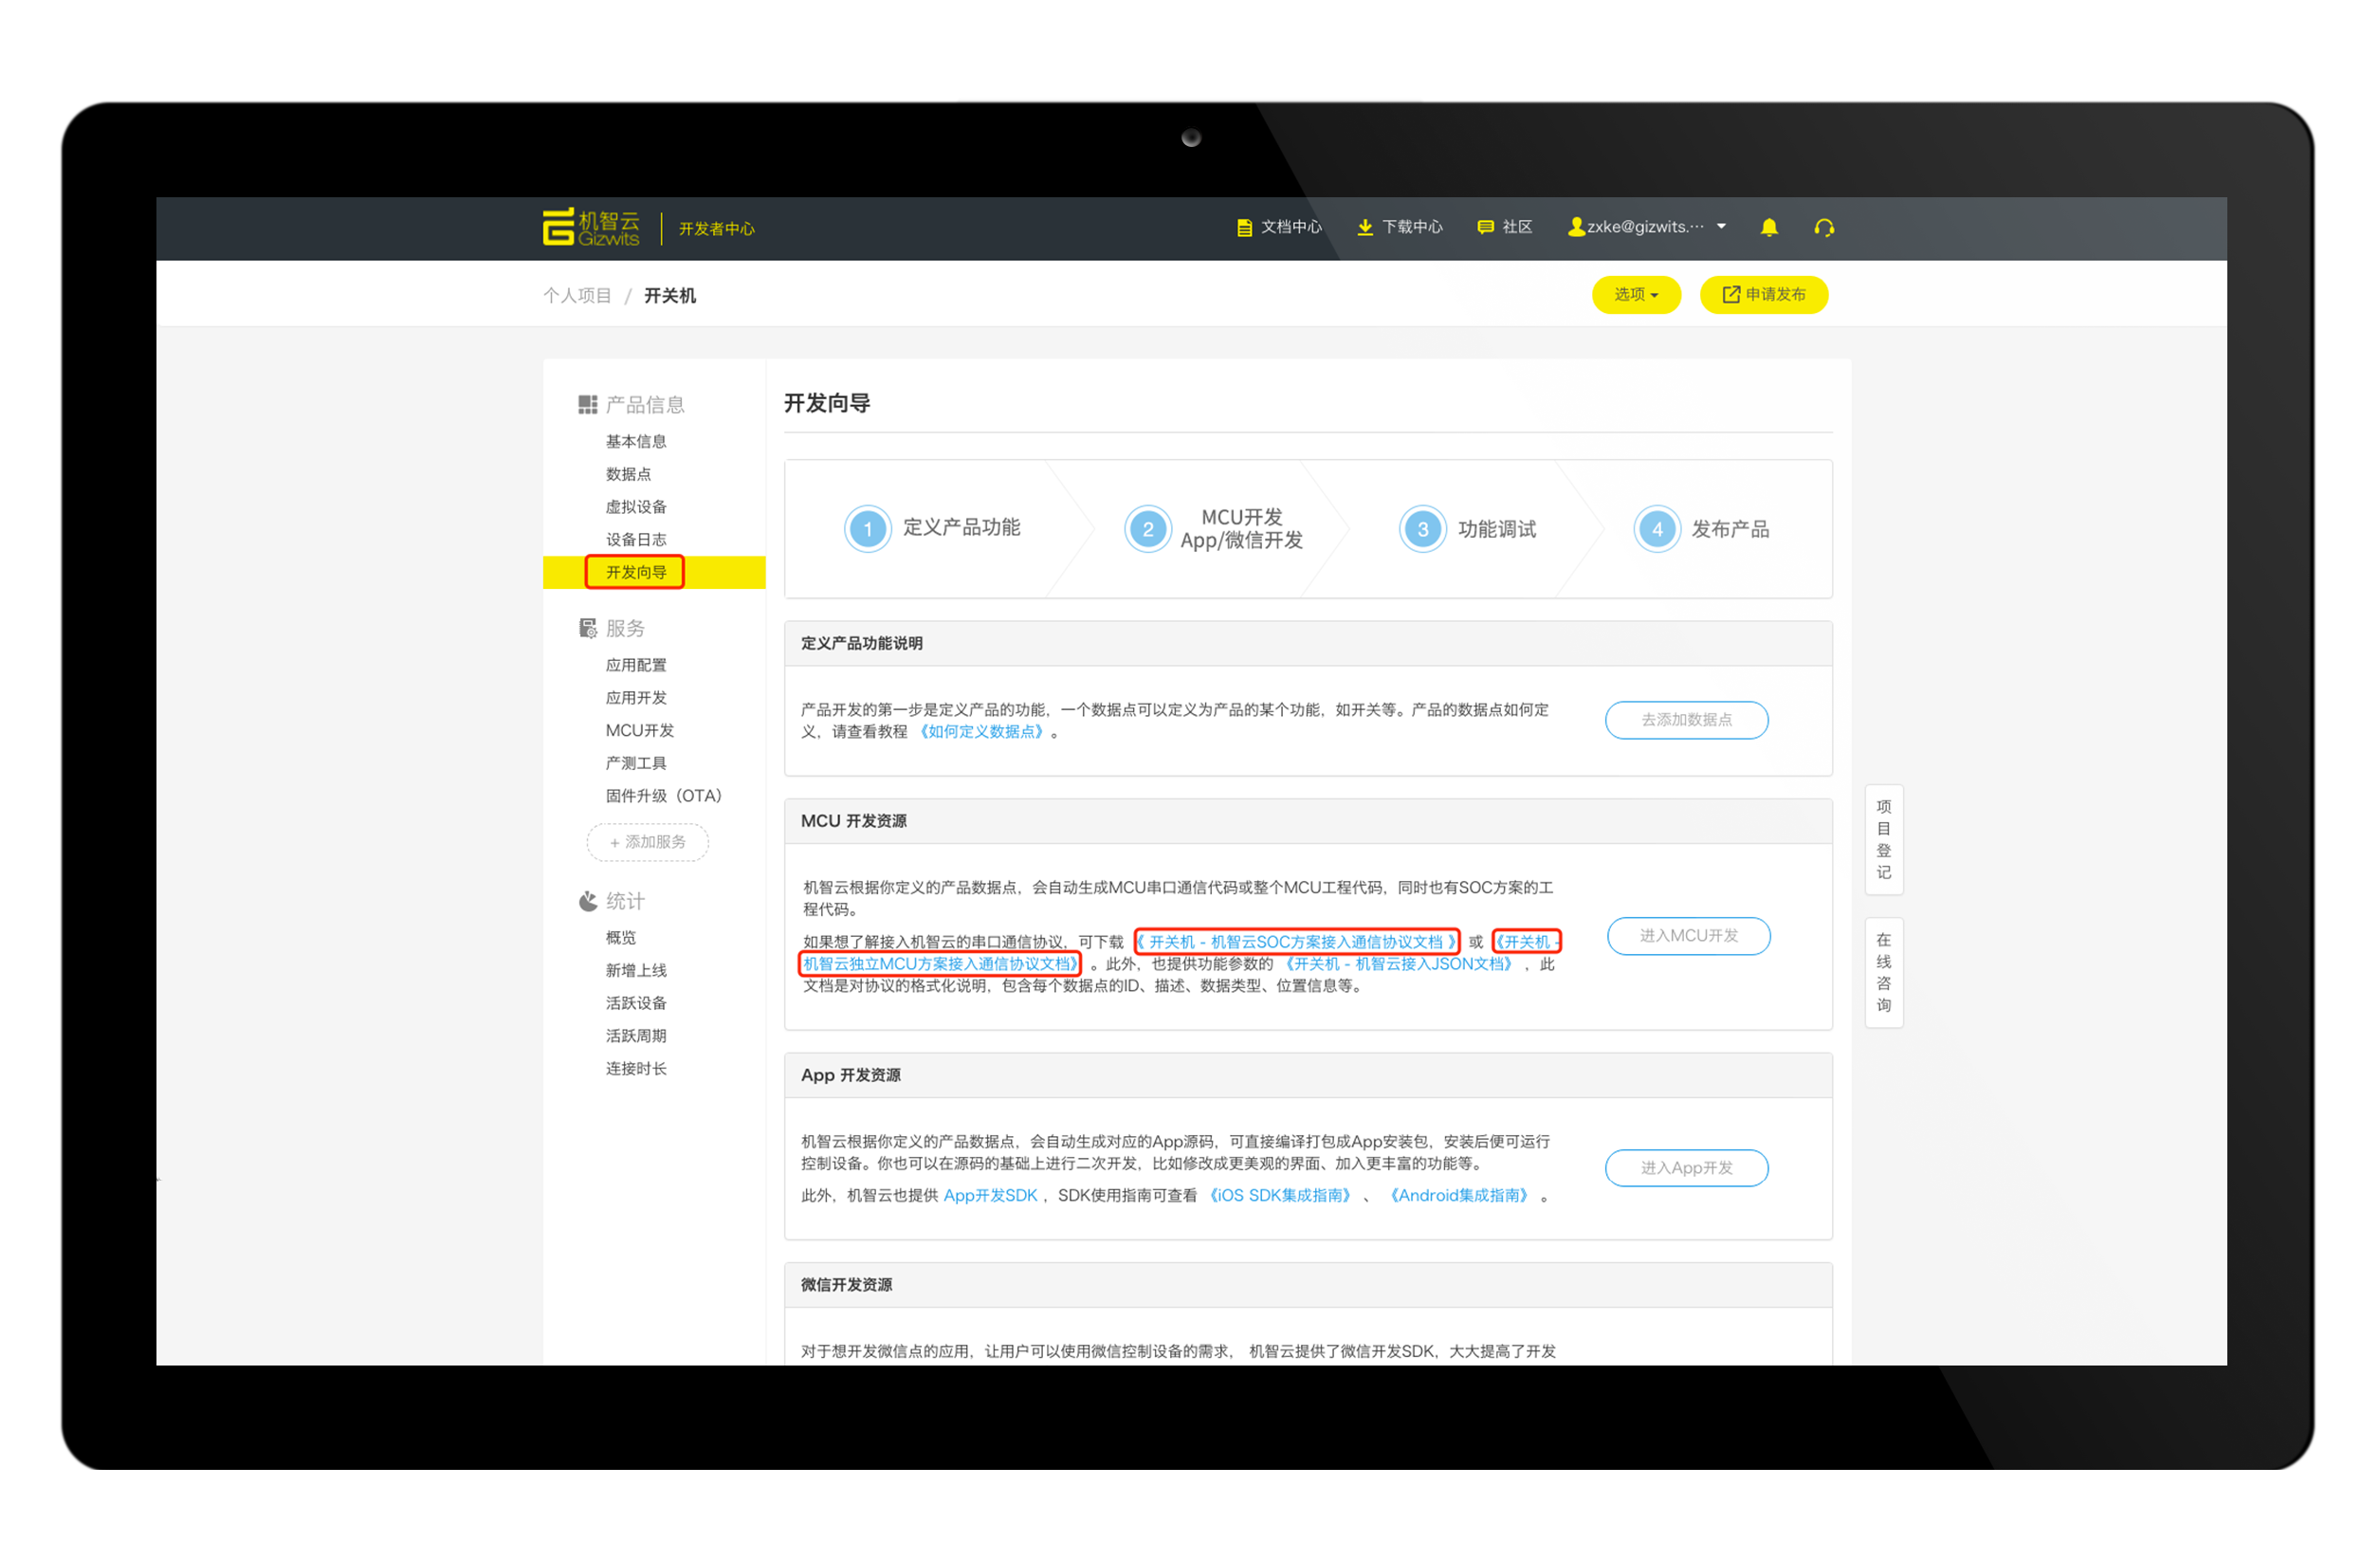 机智云
Gizwits
开发者中心
文档中心
下载中心
社区
zxke@gizwits.···
个人项目 / 开关机
选项
申请发布
产品信息
基本信息
数据点
虚拟设备
设备日志
开发向导
服务
应用配置
应用开发
MCU开发
产测工具
固件升级（OTA）
+ 添加服务
统计
概览
新增上线
活跃设备
活跃周期
连接时长
开发向导
1 定义产品功能
2 MCU开发
App/微信开发
3 功能调试
4 发布产品
定义产品功能说明
产品开发的第一步是定义产品的功能，一个数据点可以定义为产品的某个功能，如开关等。产品的数据点如何定
义，请查看教程 《如何定义数据点》 。
去添加数据点
MCU 开发资源
机智云根据你定义的产品数据点，会自动生成MCU串口通信代码或整个MCU工程代码，同时也有SOC方案的工
程代码。
如果想了解接入机智云的串口通信协议，可下载 《 开关机 - 机智云SOC方案接入通信协议文档 》 或 《开关机 -
机智云独立MCU方案接入通信协议文档》 。此外，也提供功能参数的 《开关机 - 机智云接入JSON文档》 ，此
文档是对协议的格式化说明，包含每个数据点的ID、描述、数据类型、位置信息等。
进入MCU开发
App 开发资源
机智云根据你定义的产品数据点，会自动生成对应的App源码，可直接编译打包成App安装包，安装后便可运行
控制设备。你也可以在源码的基础上进行二次开发，比如修改成更美观的界面、加入更丰富的功能等。
此外，机智云也提供 App开发SDK ，SDK使用指南可查看 《iOS SDK集成指南》 、 《Android集成指南》 。
进入App开发
微信开发资源
对于想开发微信点的应用，让用户可以使用微信控制设备的需求， 机智云提供了微信开发SDK，大大提高了开发
项目登记
在线咨询